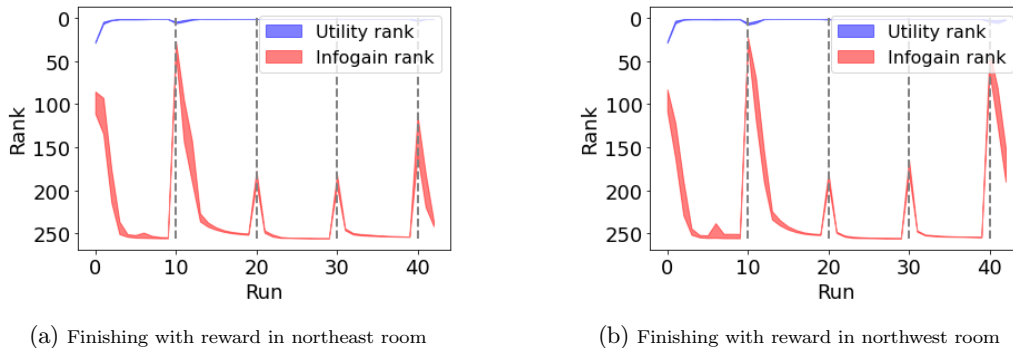 0
50
100
150
200
250
Rank
0
10
20
30
40
Run
Utility rank
Infogain rank
(a) Finishing with reward in northeast room
0
50
100
150
200
250
Rank
0
10
20
30
40
Run
Utility rank
Infogain rank
(b) Finishing with reward in northwest room